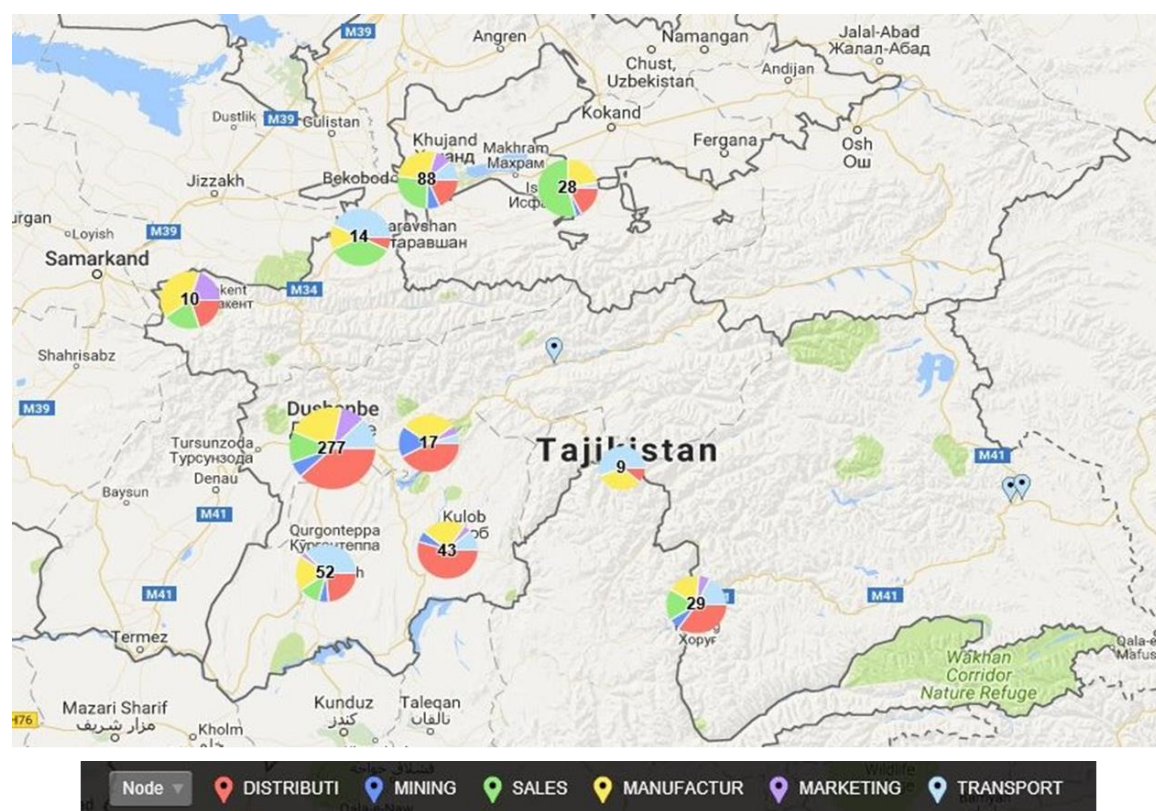 M39
Angren
Namangan
Jalal-Abad
Жалал-Абад
Chust,
Uzbekistan
Andijan
Dustlik
M39
Gulistan
Kokand
Khujand
Makhram
Махрам
Fergana
Osh
Ош
Jizzakh
88
28
Loyish
M39
14
Samarkand
M34
10
Shahrisabz
M39
Tursunzoda
Турсунзода
277
17
Tajikistan
M41
9
Denau
Baysun
M41
Kulob
Qurgonteppa
43
52
M41
29
M41
Хоруғ
Termez
Wakhan
Corridor
Nature Refuge
Mazari Sharif
مزار شریف
Kunduz
کندز
Taleqan
تالقان
Kholm
Node
DISTRIBUTI
MINING
SALES
MANUFACTUR
MARKETING
TRANSPORT